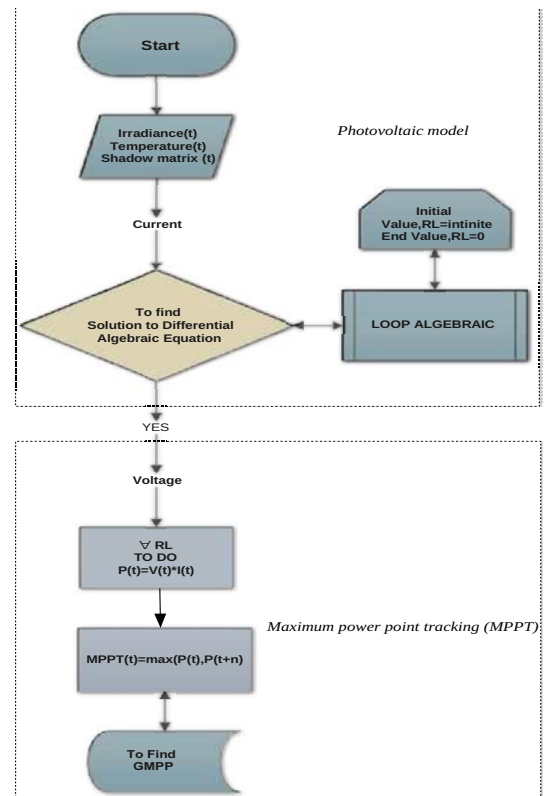 Start
Irradiance(t)
Temperature(t)
Shadow matrix (t)
Photovoltaic model
Current
Initial
Value,RL=intinite
End Value,RL=0
To find
Solution to Differential
Algebraic Equation
LOOP ALGEBRAIC
YES
Voltage
∀ RL
TO DO
P(t)=V(t)*I(t)
Maximum power point tracking (MPPT)
MPPT(t)=max(P(t),P(t+n)
To Find
GMPP